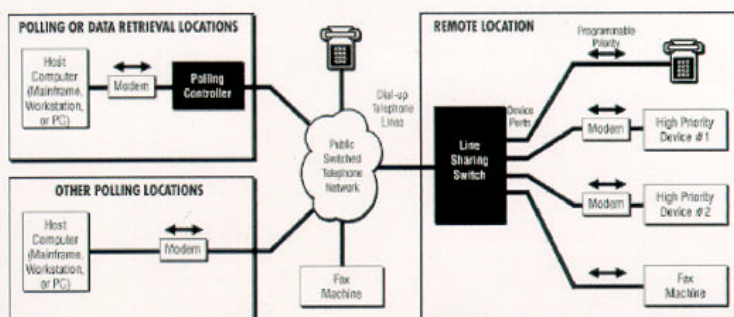 POLLING OR DATA RETRIEVAL LOCATIONS
Host
Computer
(Mainframe,
Workstation,
or PC)
Modem
Polling
Controller
OTHER POLLING LOCATIONS
Host
Computer
(Mainframe,
Workstation,
or PC)
Modem
Dial-up
Telephone
Lines
Public
Switched
Telephone
Network
Fax
Machine
REMOTE LOCATION
Programmable
Priority
Device
Ports
Line
Sharing
Switch
Modem
High Priority
Device #1
Modem
High Priority
Device #2
Fax
Machine